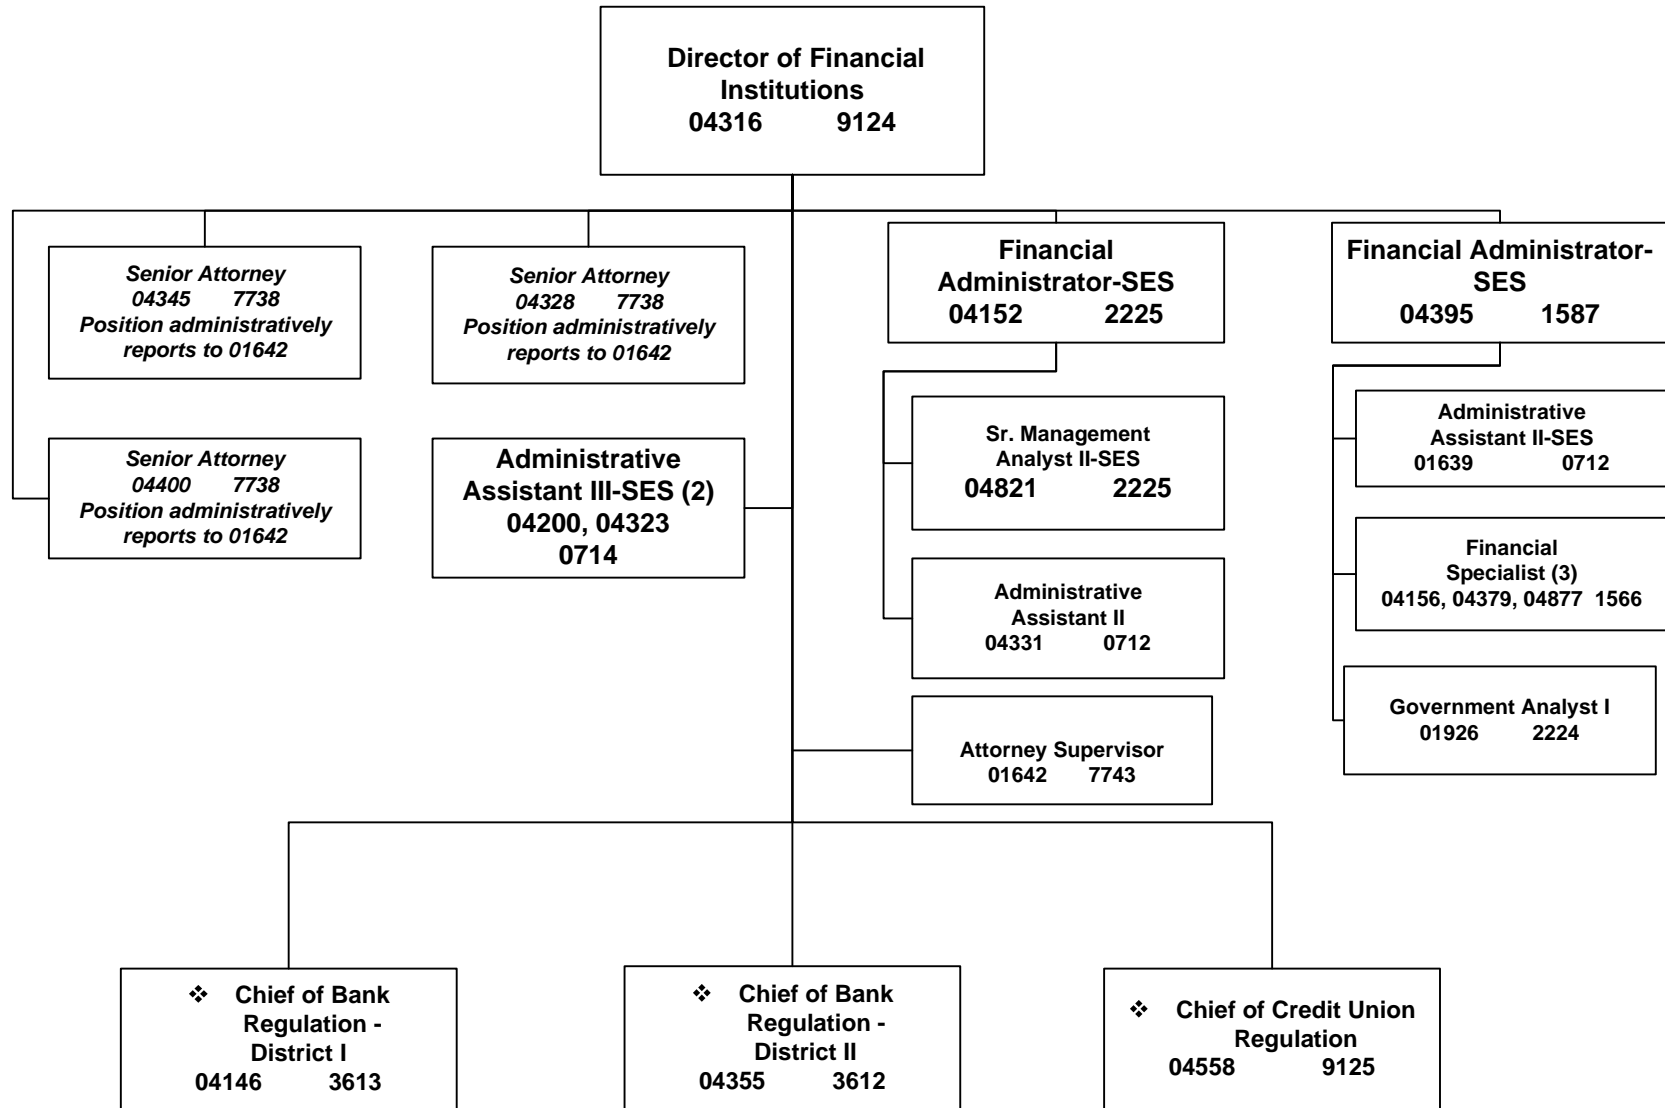 Director of Financial
Institutions
04316 9124
Senior Attorney
04345 7738
Position administratively
reports to 01642
Senior Attorney
04328 7738
Position administratively
reports to 01642
Financial
Administrator-SES
04152 2225
Financial Administrator-
SES
04395 1587
Senior Attorney
04400 7738
Position administratively
reports to 01642
Administrative
Assistant III-SES (2)
04200, 04323
0714
Sr. Management
Analyst II-SES
04821 2225
Administrative
Assistant II
04331 0712
Attorney Supervisor
01642 7743
Administrative
Assistant II-SES
01639 0712
Financial
Specialist (3)
04156, 04379, 04877 1566
Government Analyst I
01926 2224
❖ Chief of Bank
Regulation -
District I
04146 3613
❖ Chief of Bank
Regulation -
District II
04355 3612
❖ Chief of Credit Union
Regulation
04558 9125